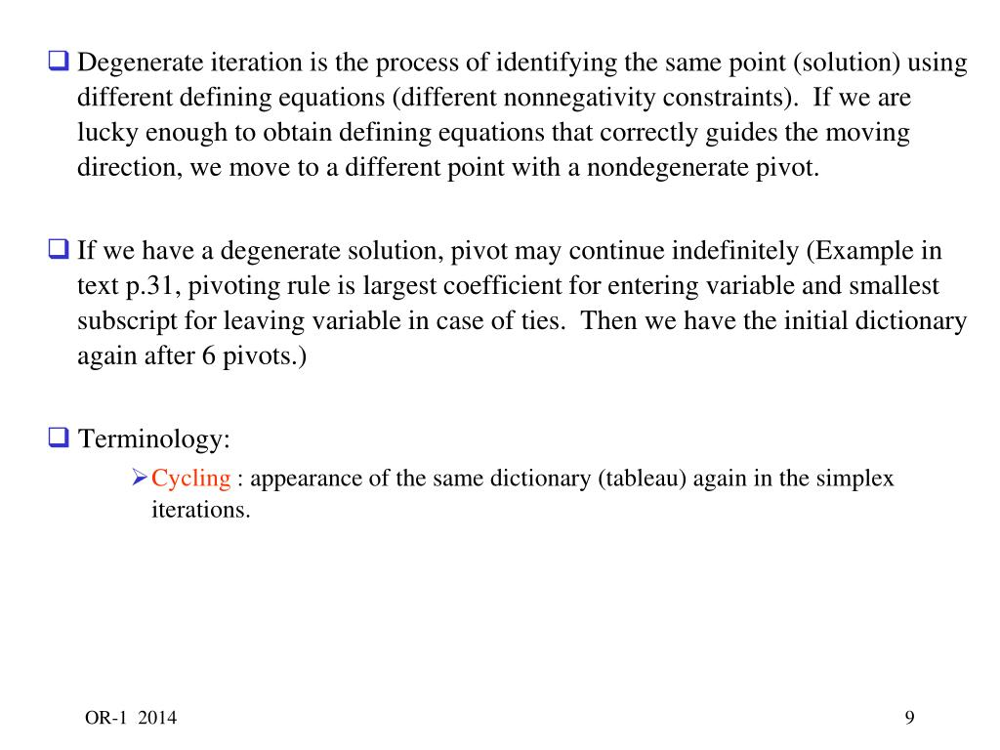 Degenerate iteration is the process of identifying the same point (solution) using
different defining equations (different nonnegativity constraints).  If we are
lucky enough to obtain defining equations that correctly guides the moving
direction, we move to a different point with a nondegenerate pivot.
If we have a degenerate solution, pivot may continue indefinitely (Example in
text p.31, pivoting rule is largest coefficient for entering variable and smallest
subscript for leaving variable in case of ties.  Then we have the initial dictionary
again after 6 pivots.)
Terminology:
Cycling : appearance of the same dictionary (tableau) again in the simplex
iterations.
OR-1  2014
9